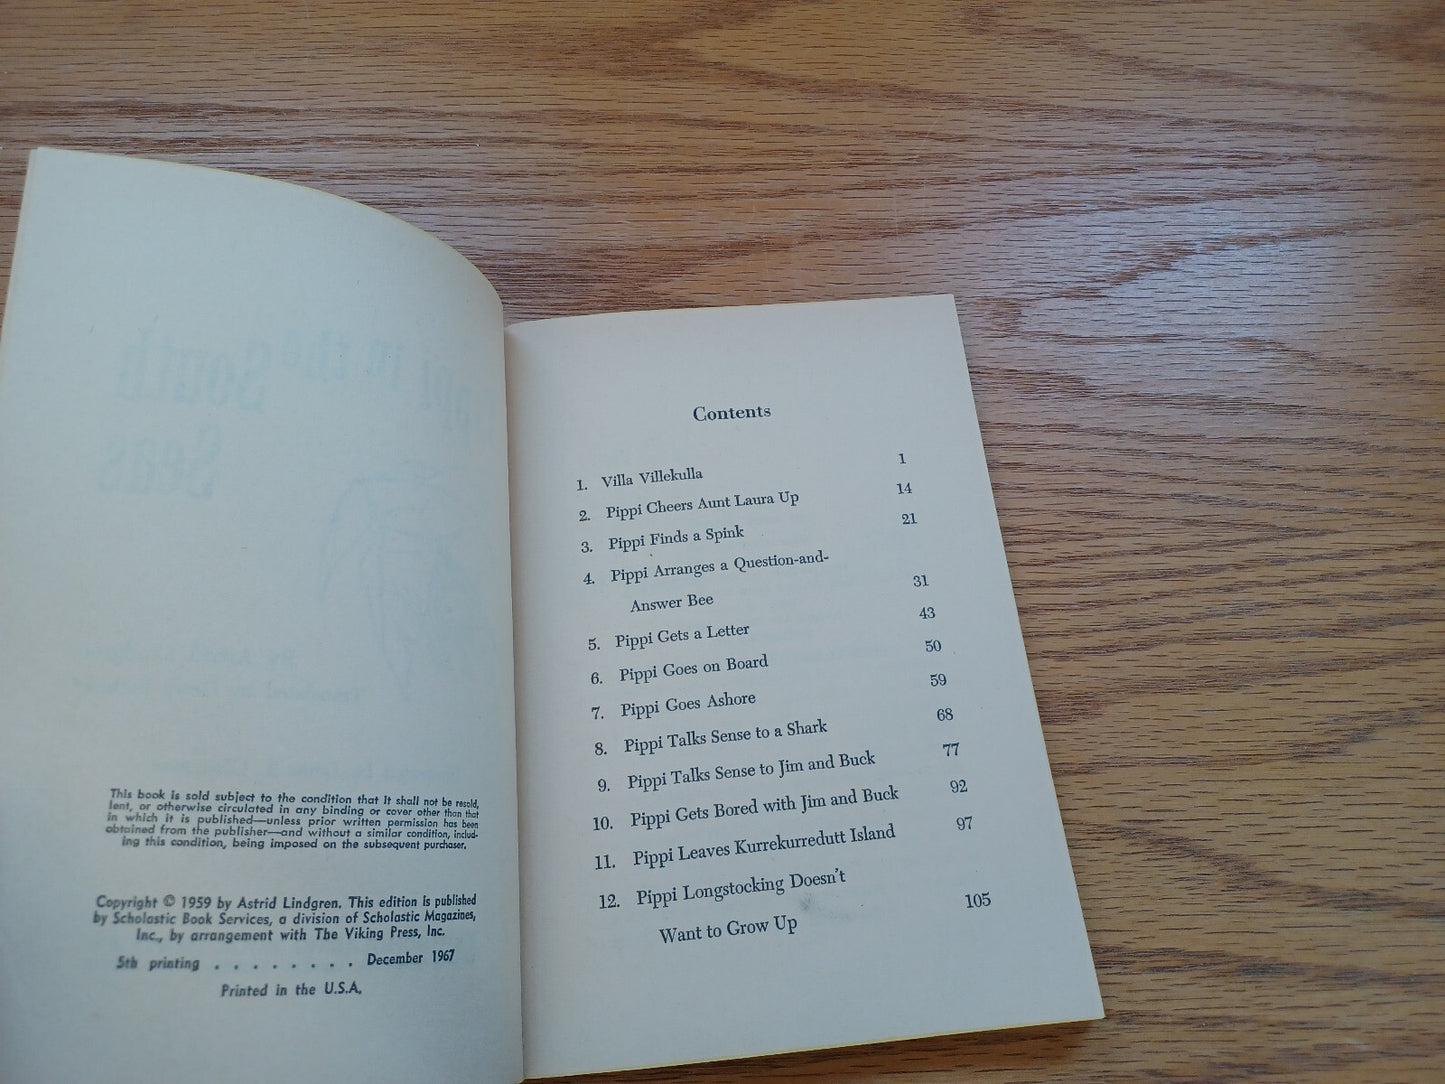 This book is sold subject to the condition that it shall not be resold,
lent, or otherwise circulated in any binding or cover other than that
in which it is published—unless prior written permission has been
obtained from the publisher—and without a similar condition, includ-
ing this condition, being imposed on the subsequent purchaser.
Copyright © 1959 by Astrid Lindgren. This edition is published
by Scholastic Book Services, a division of Scholastic Magazines,
Inc., by arrangement with The Viking Press, Inc.
5th printing . . . . . . . . December 1967
Printed in the U.S.A.
Contents
1. Villa Villekulla 1
2. Pippi Cheers Aunt Laura Up 14
3. Pippi Finds a Spink 21
4. Pippi Arranges a Question-and-
Answer Bee 31
5. Pippi Gets a Letter 43
6. Pippi Goes on Board 50
7. Pippi Goes Ashore 59
8. Pippi Talks Sense to a Shark 68
9. Pippi Talks Sense to Jim and Buck 77
10. Pippi Gets Bored with Jim and Buck 92
11. Pippi Leaves Kurrekurredutt Island 97
12. Pippi Longstocking Doesn't
Want to Grow Up 105